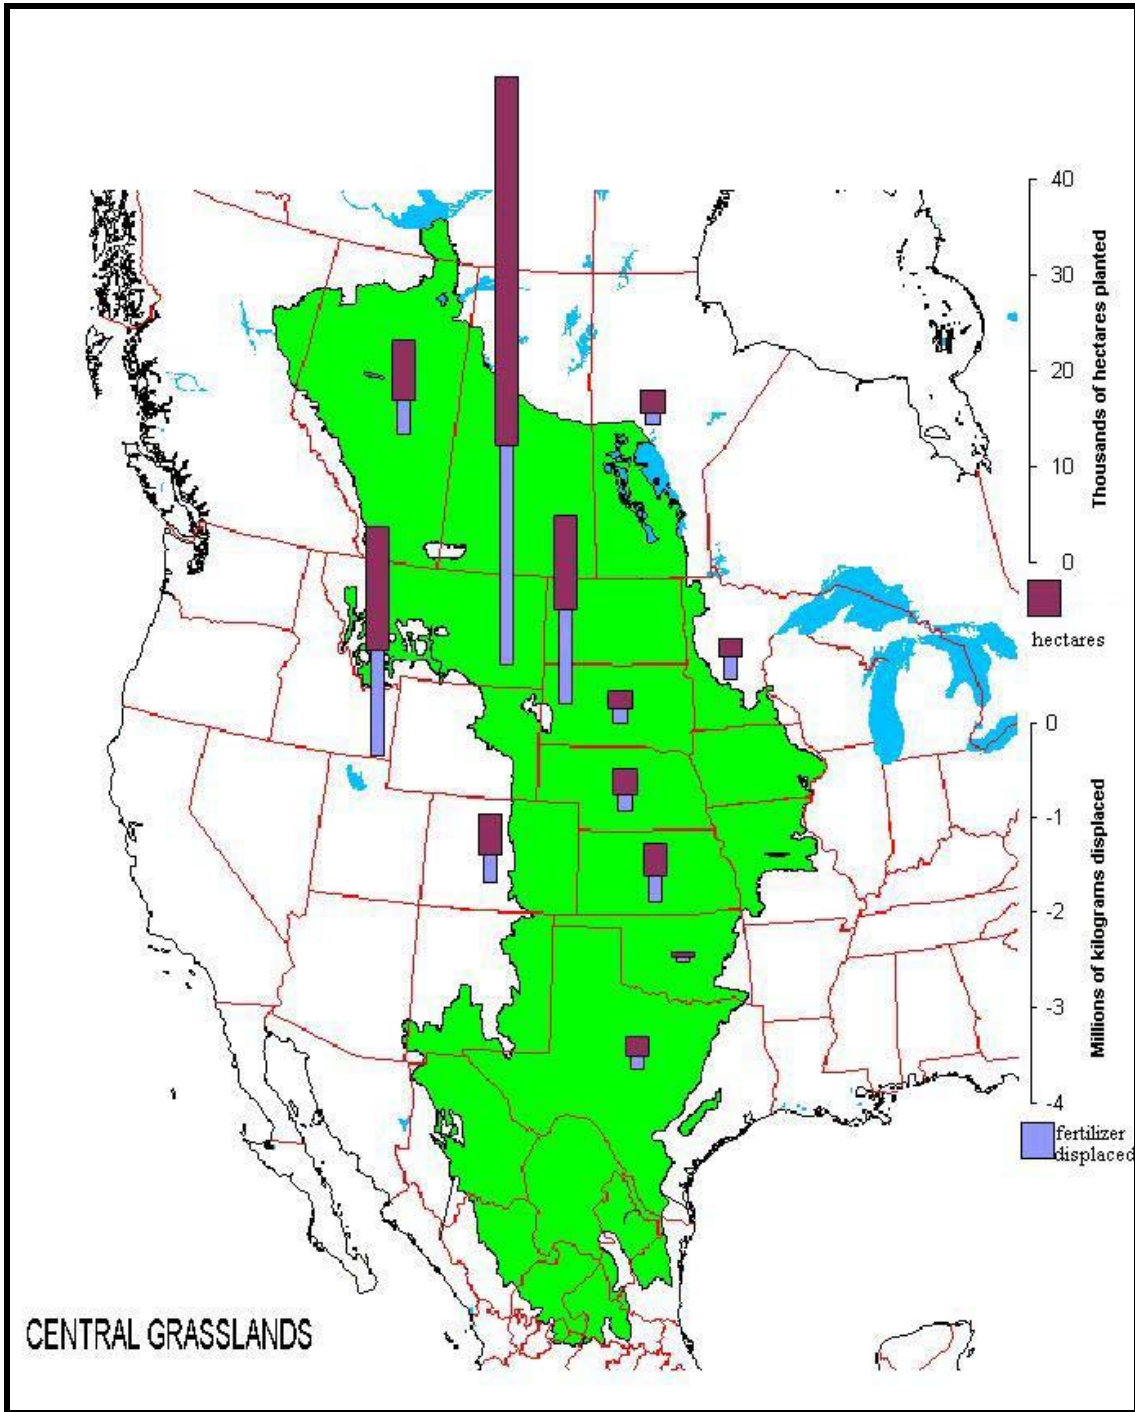 40
30
20
10
0
Thousands of hectares planted
hectares
0
-1
-2
-3
-4
Millions of kilograms displaced
fertilizer
displaced
CENTRAL GRASSLANDS